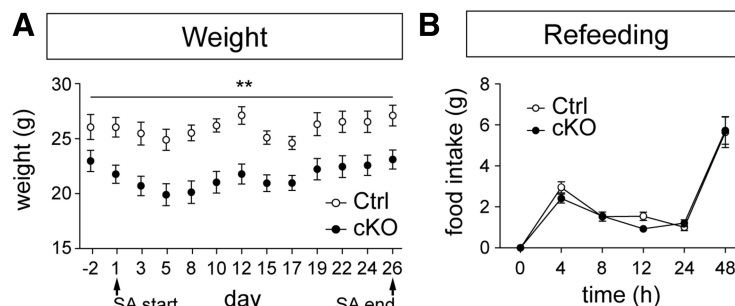 A
Weight
**
30
25
20
15
weight (g)
Ctrl
cKO
-2 1 3 5 8 10 12 15 17 19 22 24 26
SA start
day
SA end
B
Refeeding
8
6
4
2
0
food intake (g)
Ctrl
cKO
0 4 8 12 24 48
time (h)